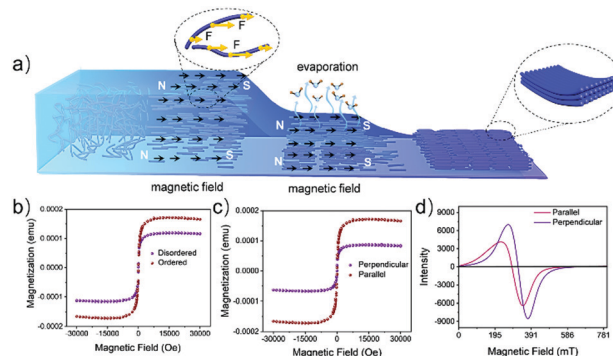 a)
F
F
F
evaporation
N
S
N
S
N
S
N
S
magnetic field
magnetic field
b)
Magnetization (emu)
0.0002
0.0001
0.0000
-0.0001
-0.0002
Disordered
Ordered
-30000 -15000 0 15000 30000
Magnetic Field (Oe)
c)
Magnetization (emu)
0.0002
0.0001
0.0000
-0.0001
-0.0002
Perpendicular
Parallel
-30000 -15000 0 15000 30000
Magnetic Field (Oe)
d)
Intensity
9000
6000
3000
0
-3000
-6000
-9000
Parallel
Perpendicular
0 195 391 586 781
Magnetic Field (mT)